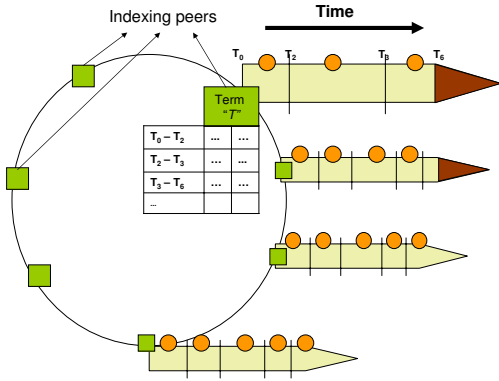 Indexing peers
Time
T0 T2 T3 T6
Term
"T"
T0 – T2 ... ...
T2 – T3 ... ...
T3 – T6 ... ...
...